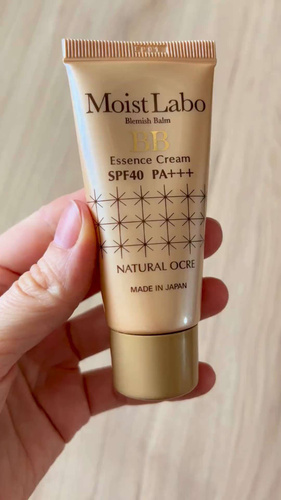 Moist Labo
Blemish Balm
BB
Essence Cream
SPF40 PA+++
NATURAL OCRE
MADE IN JAPAN